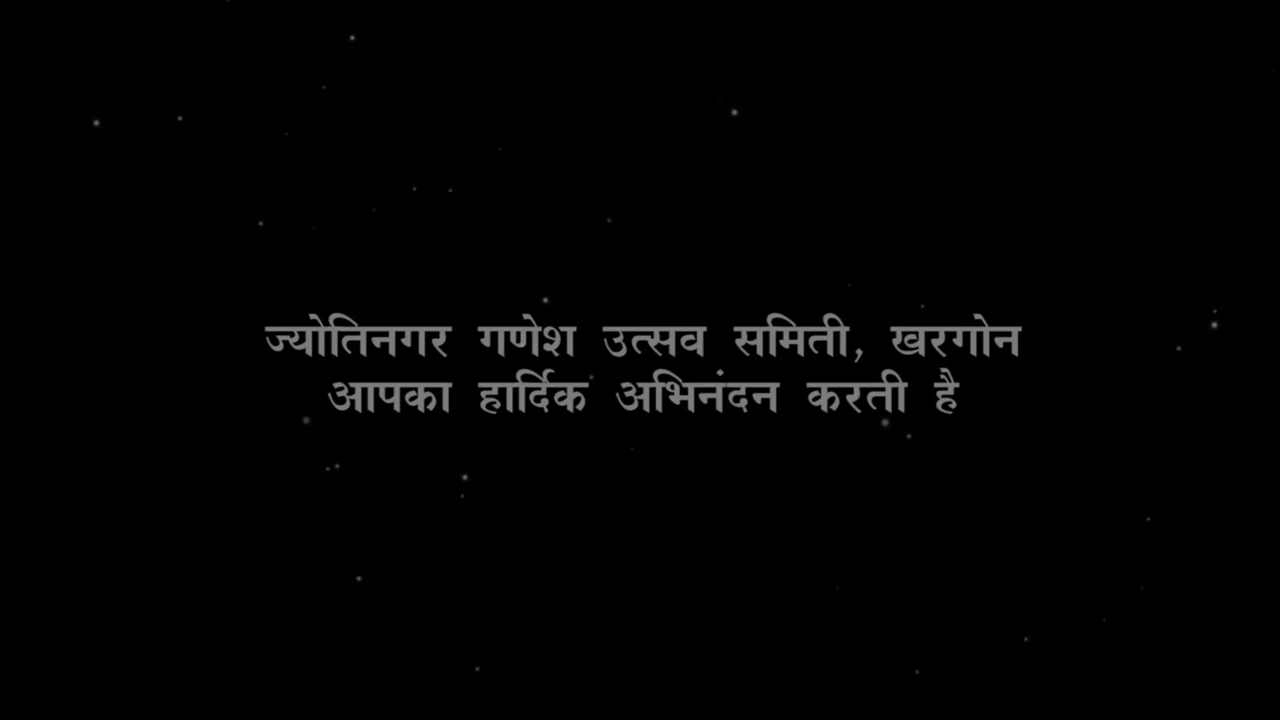 ज्योतिनगर गणेश उत्सव समिती, खरगोन
आपका हार्दिक अभिनंदन करती है